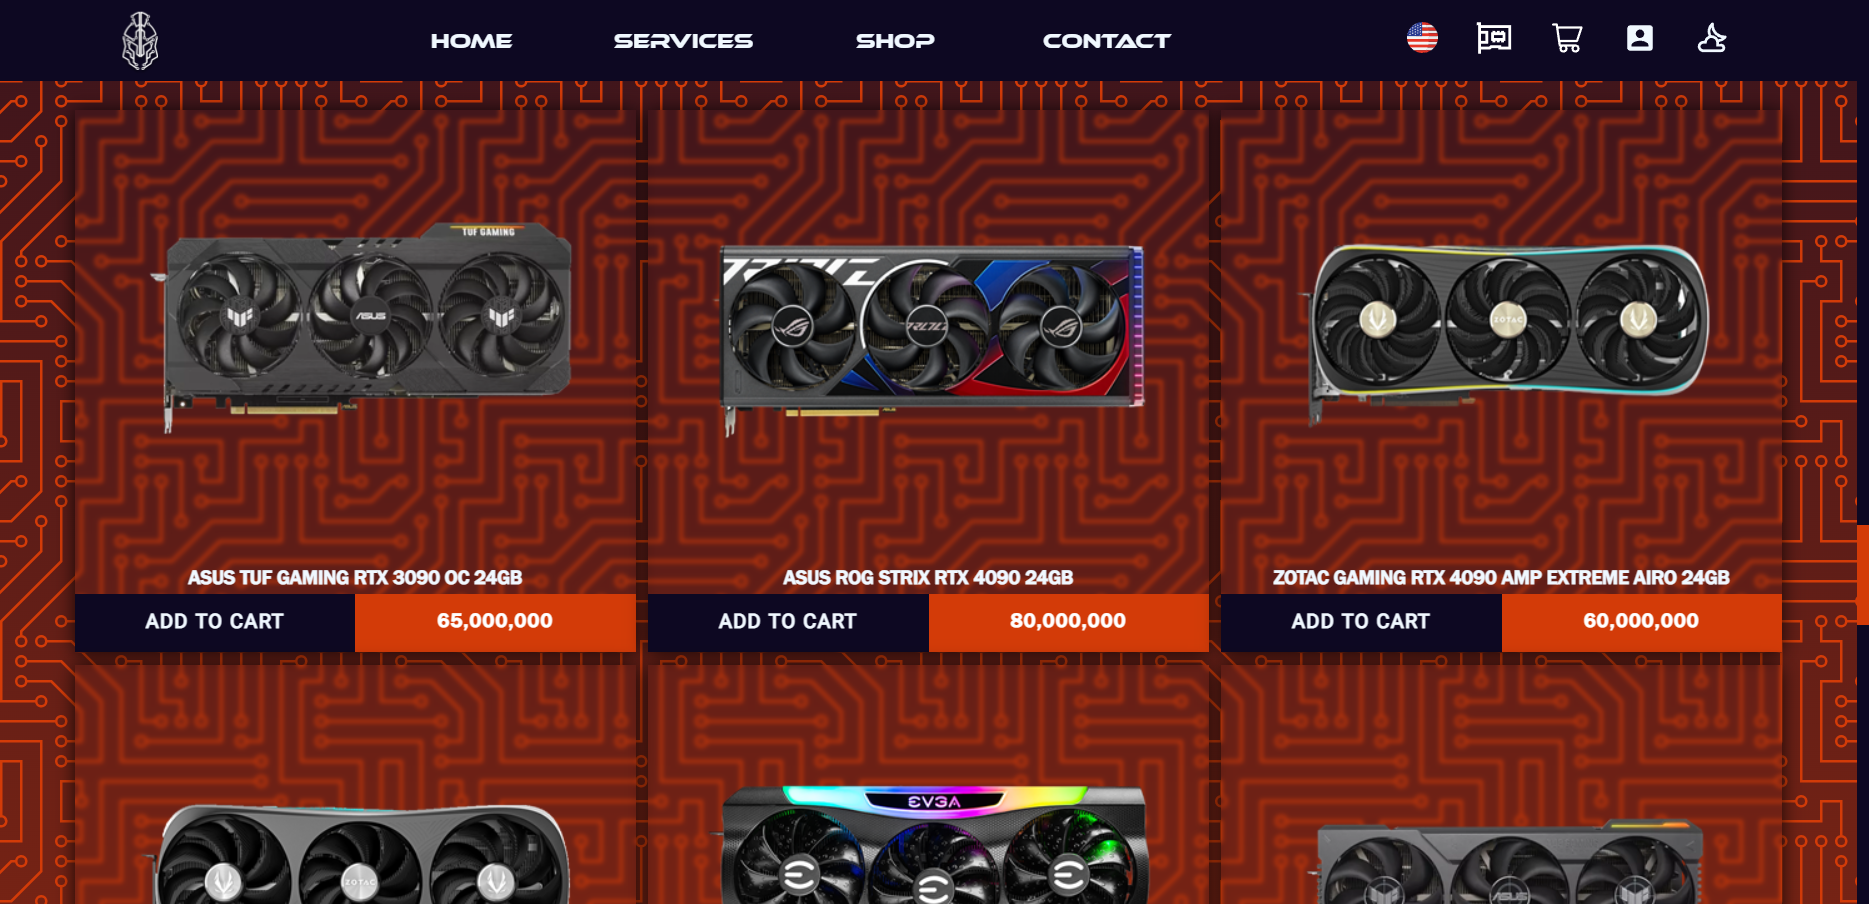 HOME SERVICES SHOP CONTACT
TUF GAMING
ASUS
ZOTAC
ASUS TUF GAMING RTX 3090 OC 24GB
ASUS ROG STRIX RTX 4090 24GB
ZOTAC GAMING RTX 4090 AMP EXTREME AIRO 24GB
ADD TO CART 65,000,000
ADD TO CART 80,000,000
ADD TO CART 60,000,000
EVGA
ZOTAC
ASUS